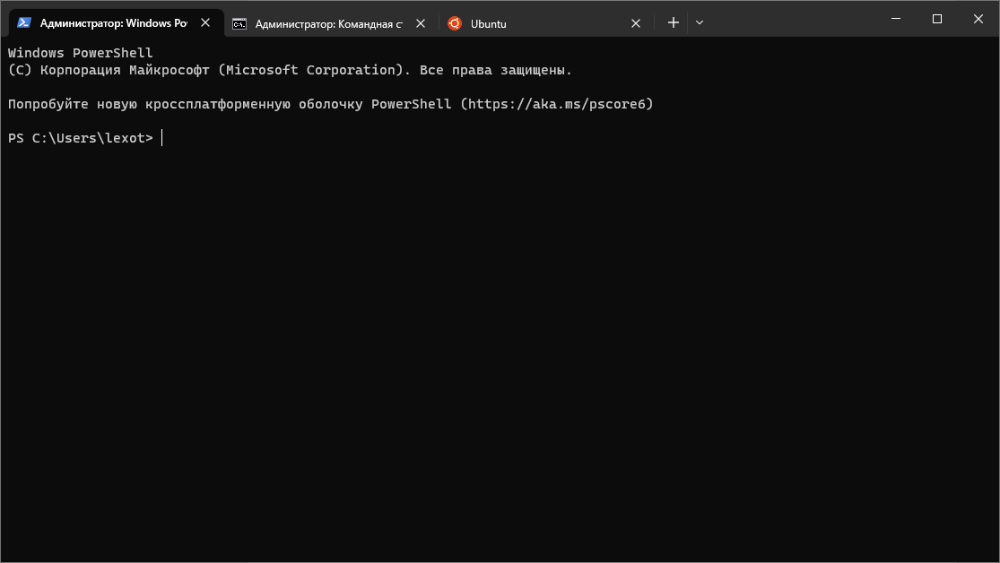 Администратор: Windows Po
Администратор: Командная
Ubuntu
Windows PowerShell
(C) Корпорация Майкрософт (Microsoft Corporation). Все права защищены.
Попробуйте новую кроссплатформенную оболочку PowerShell (https://aka.ms/pscore6)
PS C:\Users\lexot>